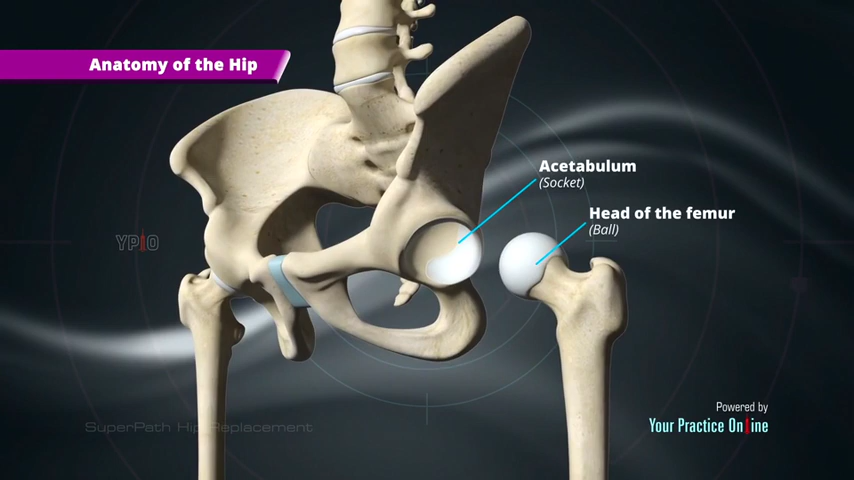 Anatomy of the Hip
Acetabulum
(Socket)
Head of the femur
(Ball)
YPO
SuperPath Hip Replacement
Powered by
Your Practice Online